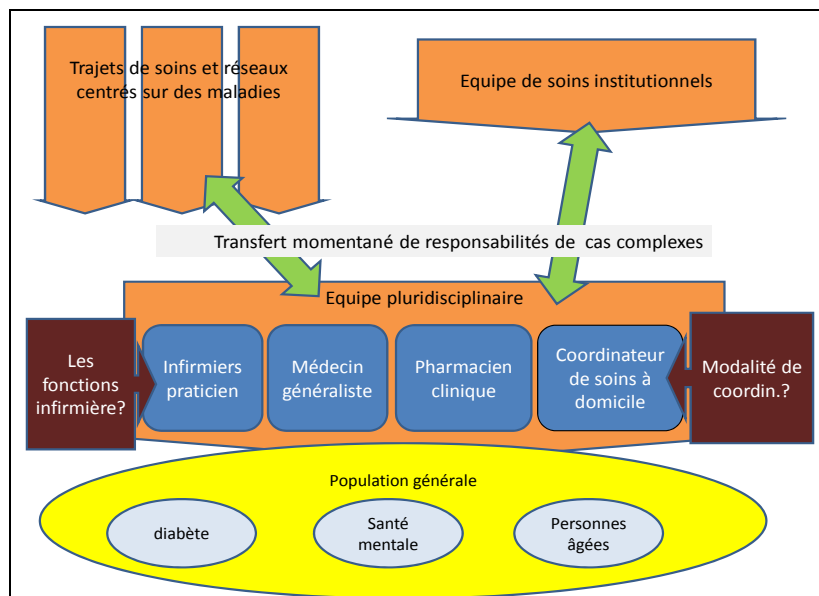 Trajets de soins et réseaux
centrés sur des maladies
Equipe de soins institutionnels
Transfert momentané de responsabilités de cas complexes
Equipe pluridisciplinaire
Les
fonctions
infirmière?
Infirmiers
praticien
Médecin
généraliste
Pharmacien
clinique
Coordinateur
de soins à
domicile
Modalité de
coordin.?
Population générale
diabète
Santé
mentale
Personnes
âgées